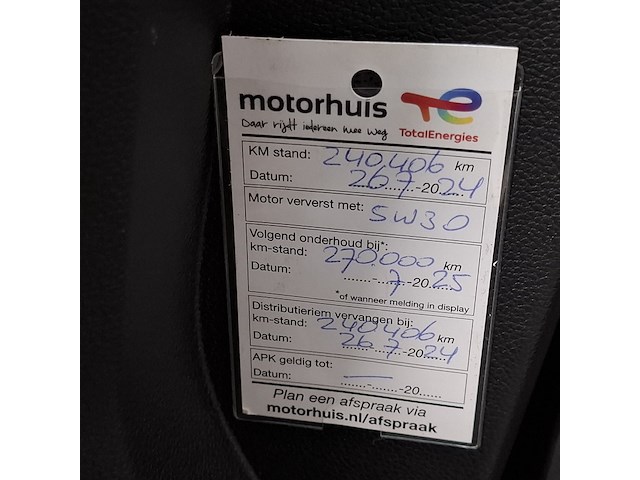 motorhuis
Daar rijdt iedereen mee weg
TotalEnergies
KM stand: 240.406 km
Datum: 26-7-2024
Motor ververst met: 5W30
Volgend onderhoud bij*:
km-stand: 270.000 km
Datum: ......-7-2025
*of wanneer melding in display
Distributieriem vervangen bij:
km-stand: 240.406 km
Datum: 26-7-2024
APK geldig tot: —
Datum: .......-.......-20......
Plan een afspraak via
motorhuis.nl/afspraak